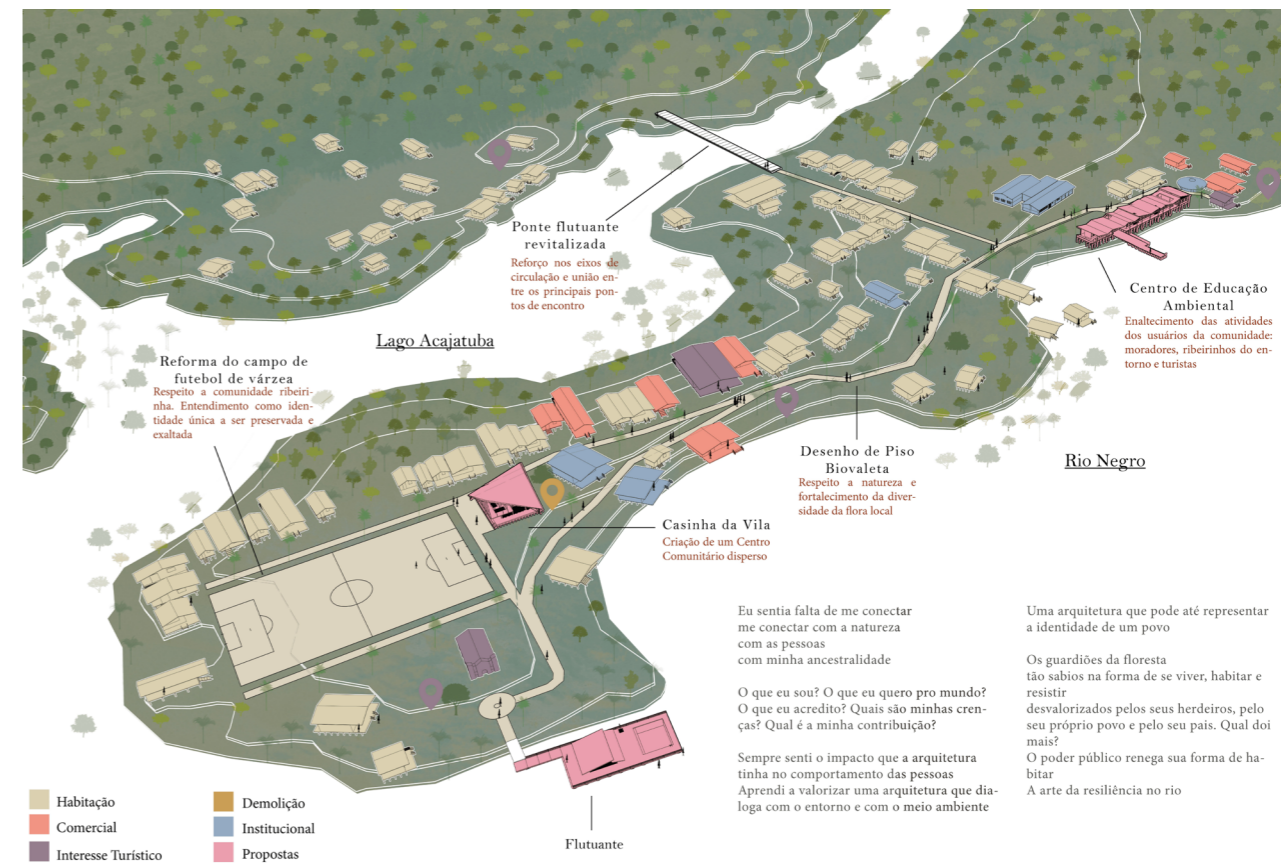 Ponte flutuante
revitalizada
Reforço nos eixos de
circulação e união en-
tre os principais pon-
tos de encontro
Centro de Educação
Ambiental
Enaltecimento das atividades
dos usuários da comunidade:
moradores, ribeirinhos do en-
torno e turistas
Lago Acajatuba
Reforma do campo de
futebol de várzea
Respeito a comunidade ribeiri-
nha. Entendimento como iden-
tidade única a ser preservada e
exaltada
Desenho de Piso
Biovaleta
Respeito a natureza e
fortalecimento da diver-
sidade da flora local
Rio Negro
Casinha da Vila
Criação de um Centro
Comunitário disperso
Eu sentia falta de me conectar
me conectar com a natureza
com as pessoas
com minha ancestralidade
O que eu sou? O que eu quero pro mundo?
O que eu acredito? Quais são minhas cren-
ças? Qual é a minha contribuição?
Sempre senti o impacto que a arquitetura
tinha no comportamento das pessoas
Aprendi a valorizar uma arquitetura que dia-
loga com o entorno e com o meio ambiente
Uma arquitetura que pode até representar
a identidade de um povo
Os guardiões da floresta
tão sabios na forma de se viver, habitar e
resistir
desvalorizados pelos seus herdeiros, pelo
seu próprio povo e pelo seu pais. Qual doi
mais?
O poder público renega sua forma de ha-
bitar
A arte da resiliência no rio
Flutuante
Habitação
Comercial
Interesse Turístico
Demolição
Institucional
Propostas